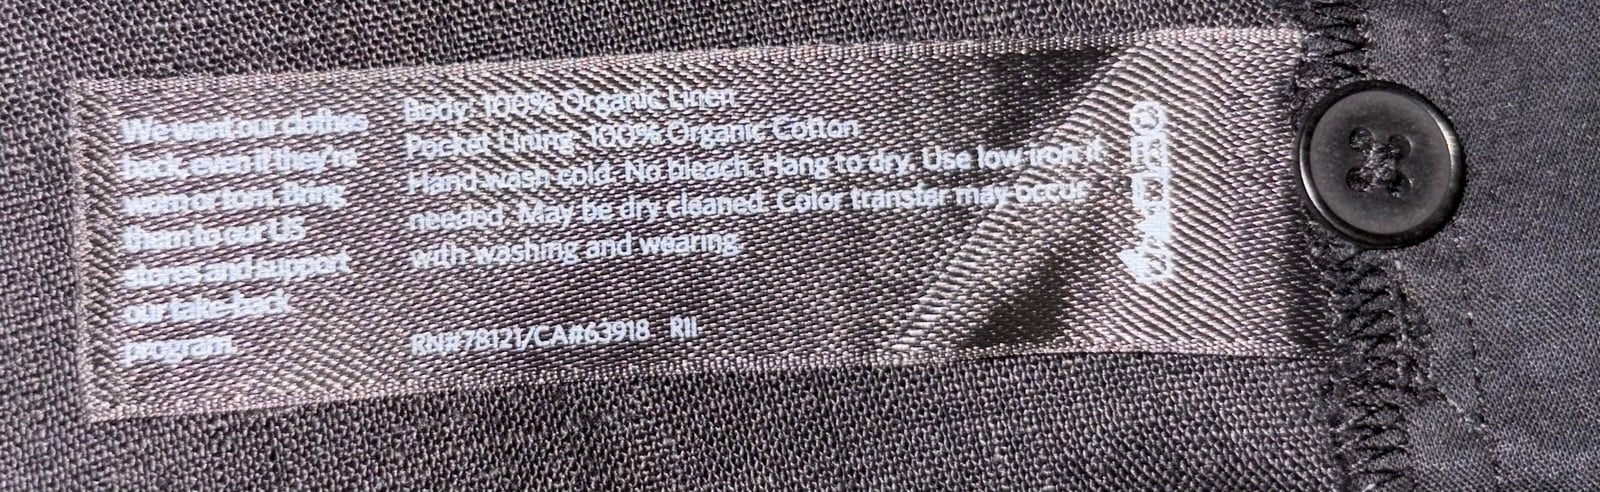 We want our clothes
back, even if they're
worn or torn. Bring
them to our US
stores and support
our take-back
program.
Body: 100% Organic Linen
Pocket Lining: 100% Organic Cotton
Hand wash cold. No bleach. Hang to dry. Use low iron if
needed. May be dry cleaned. Color transfer may occur
with washing and wearing.
RN#78121/CA#63918 RII